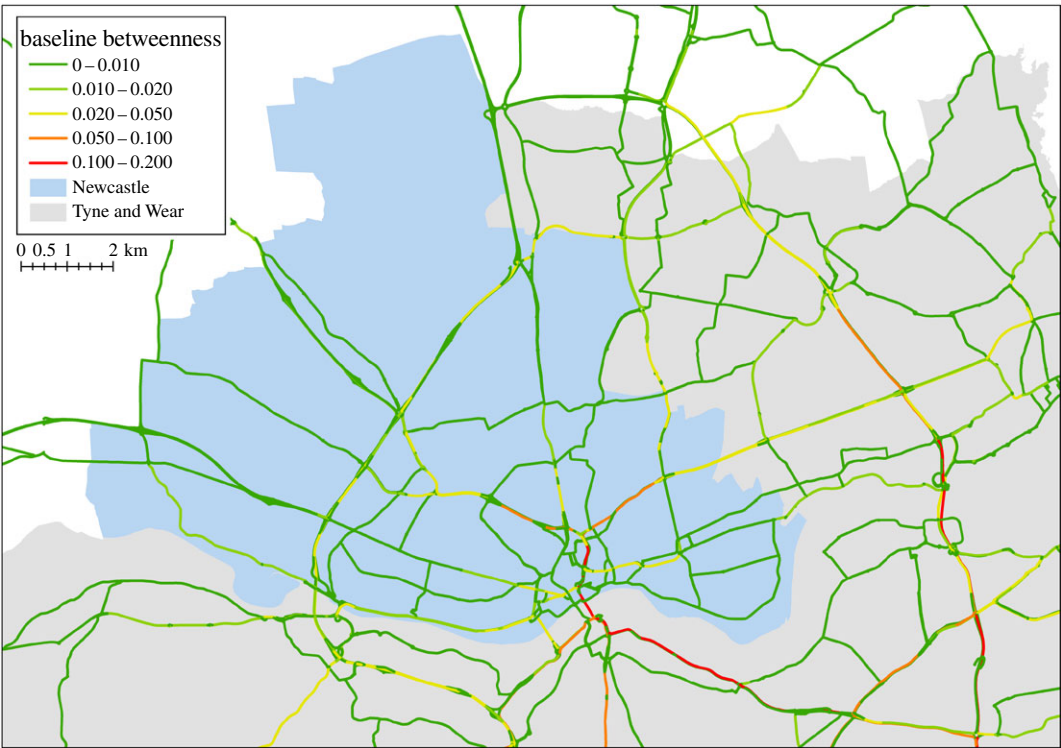 baseline betweenness
0 – 0.010
0.010 – 0.020
0.020 – 0.050
0.050 – 0.100
0.100 – 0.200
Newcastle
Tyne and Wear
0 0.5 1 2 km